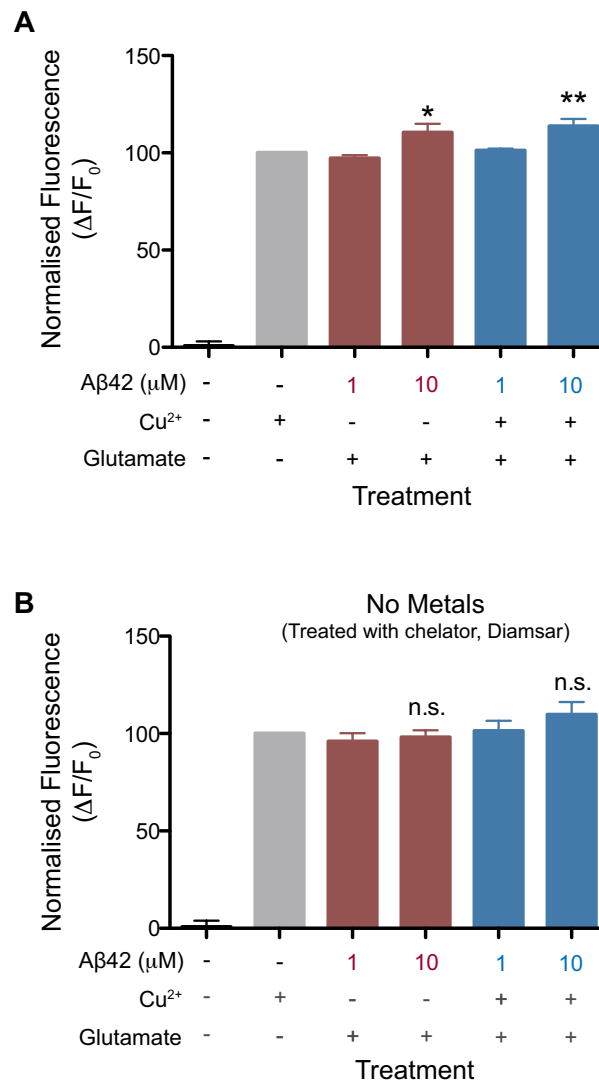 A
Normalised Fluorescence
(ΔF/F₀)
150
100
50
0
*
**
Aβ42 (μM) - - 1 10 1 10
Cu²⁺ - + - - + +
Glutamate - - + + + +
Treatment
B
No Metals
(Treated with chelator, Diamsar)
Normalised Fluorescence
(ΔF/F₀)
150
100
50
0
n.s.
n.s.
Aβ42 (μM) - - 1 10 1 10
Cu²⁺ - + - - + +
Glutamate - - + + + +
Treatment